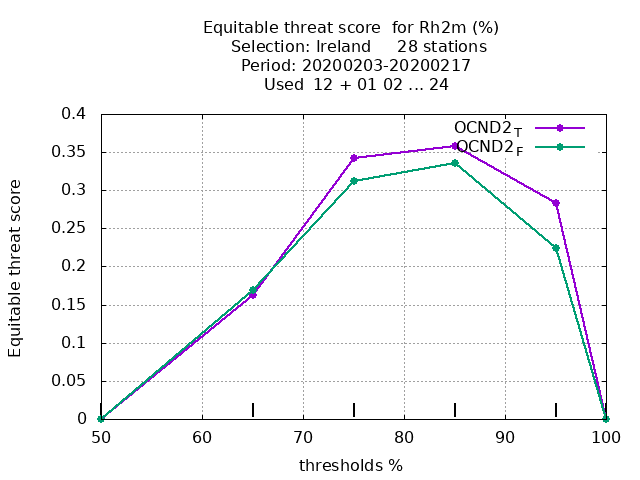 Equitable threat score  for Rh2m (%)
Selection: Ireland     28 stations
Period: 20200203-20200217
Used  12 + 01 02 ... 24
OCND2T
OCND2F
0.4
0.35
0.3
0.25
0.2
0.15
0.1
0.05
0
Equitable threat score
50 60 70 80 90 100
thresholds %